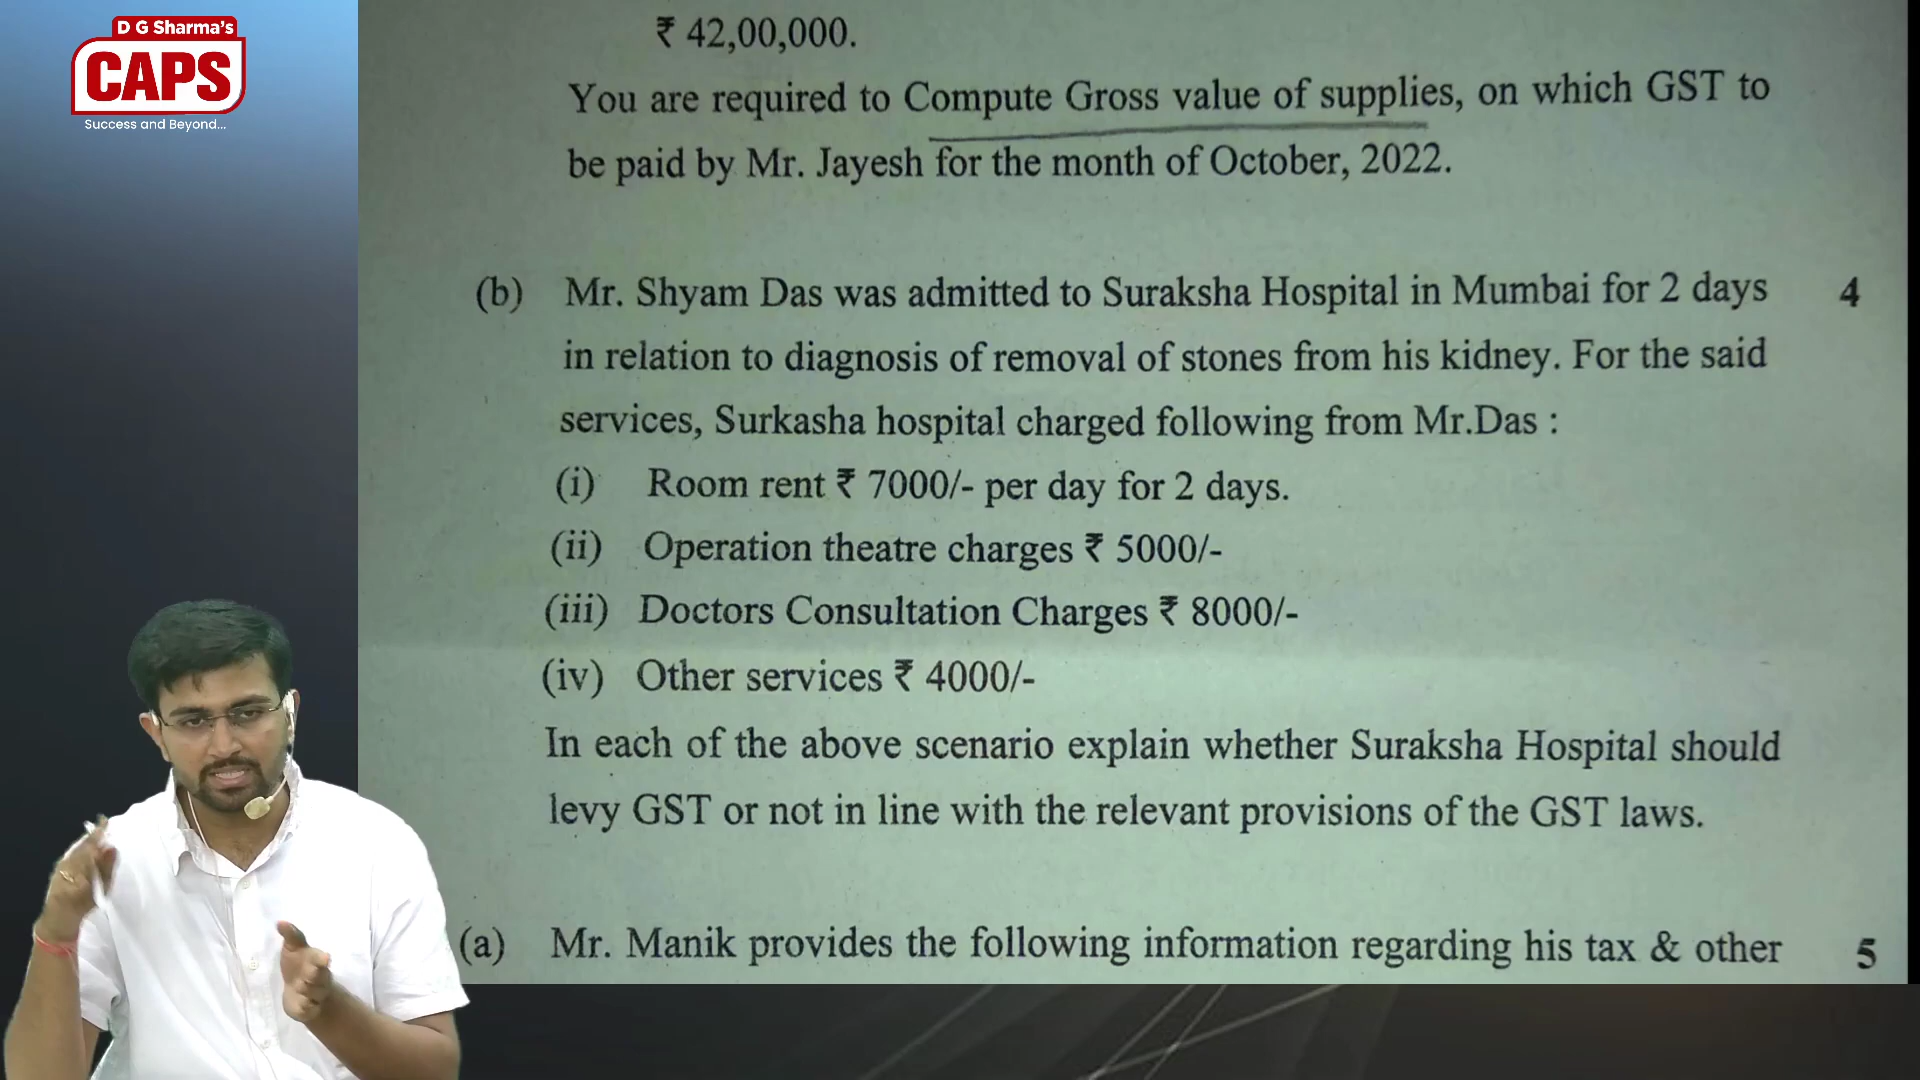 D G Sharma's
CAPS
Success and Beyond...
₹ 42,00,000.
You are required to Compute Gross value of supplies, on which GST to
be paid by Mr. Jayesh for the month of October, 2022.
(b) Mr. Shyam Das was admitted to Suraksha Hospital in Mumbai for 2 days 4
in relation to diagnosis of removal of stones from his kidney. For the said
services, Surkasha hospital charged following from Mr.Das :
(i) Room rent ₹ 7000/- per day for 2 days.
(ii) Operation theatre charges ₹ 5000/-
(iii) Doctors Consultation Charges ₹ 8000/-
(iv) Other services ₹ 4000/-
In each of the above scenario explain whether Suraksha Hospital should
levy GST or not in line with the relevant provisions of the GST laws.
(a) Mr. Manik provides the following information regarding his tax & other 5